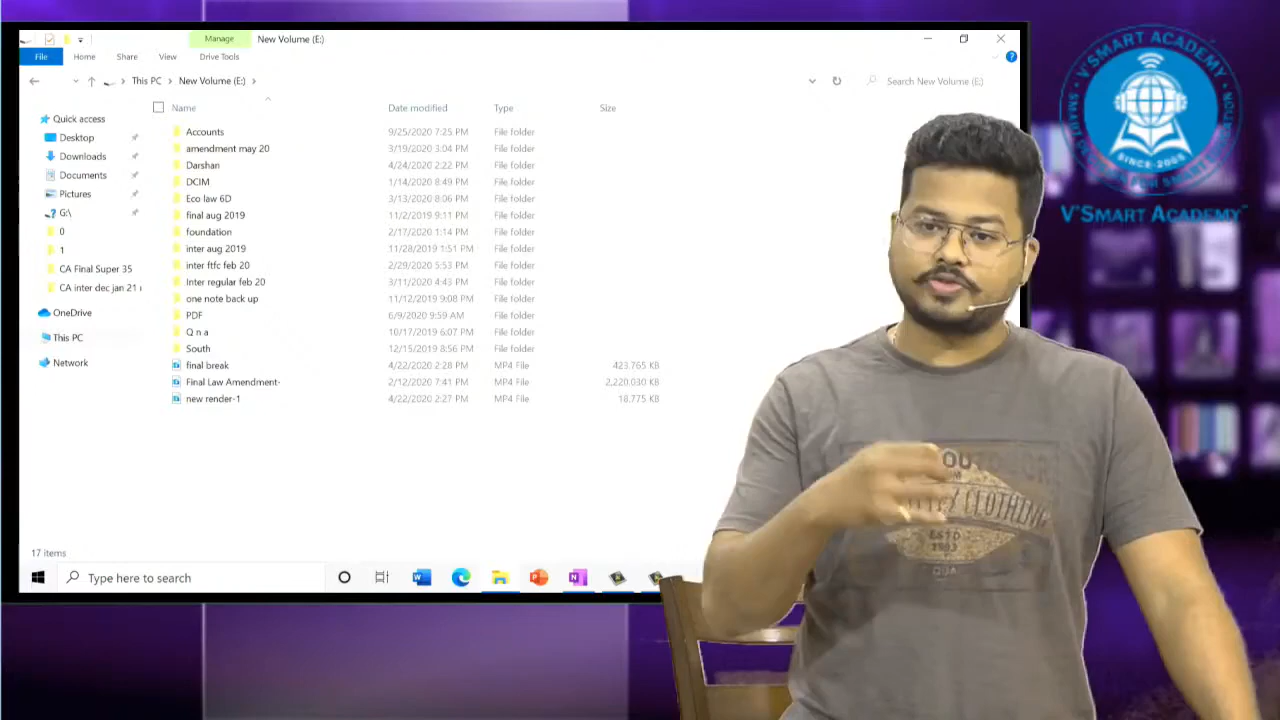 Manage
New Volume (E:)
File
Home
Share
View
Drive Tools
This PC
New Volume (E:)
Search New Volume (E:)
Name
Date modified
Type
Size
Quick access
Desktop
Downloads
Documents
Pictures
G:\
0
1
CA Final Super 35
CA inter dec jan 21
OneDrive
This PC
Network
Accounts 9/25/2020 7:25 PM File folder
amendment may 20 3/19/2020 3:04 PM File folder
Darshan 4/24/2020 2:22 PM File folder
DCIM 1/14/2020 8:49 PM File folder
Eco law 6D 3/13/2020 8:06 PM File folder
final aug 2019 11/2/2019 9:11 PM File folder
foundation 2/17/2020 1:14 PM File folder
inter aug 2019 11/28/2019 1:51 PM File folder
inter ftfc feb 20 2/29/2020 5:53 PM File folder
Inter regular feb 20 3/11/2020 4:43 PM File folder
one note back up 11/12/2019 9:08 PM File folder
PDF 6/9/2020 9:59 AM File folder
Q n a 10/17/2019 6:07 PM File folder
South 12/15/2019 8:56 PM File folder
final break 4/22/2020 2:28 PM MP4 File 423,765 KB
Final Law Amendment- 2/12/2020 7:41 PM MP4 File 2,220,030 KB
new render-1 4/22/2020 2:27 PM MP4 File 18,775 KB
17 items
Type here to search
V'SMART ACADEMY
SINCE-2005
V'SMART ACADEMY
CLOTHING
ESTD